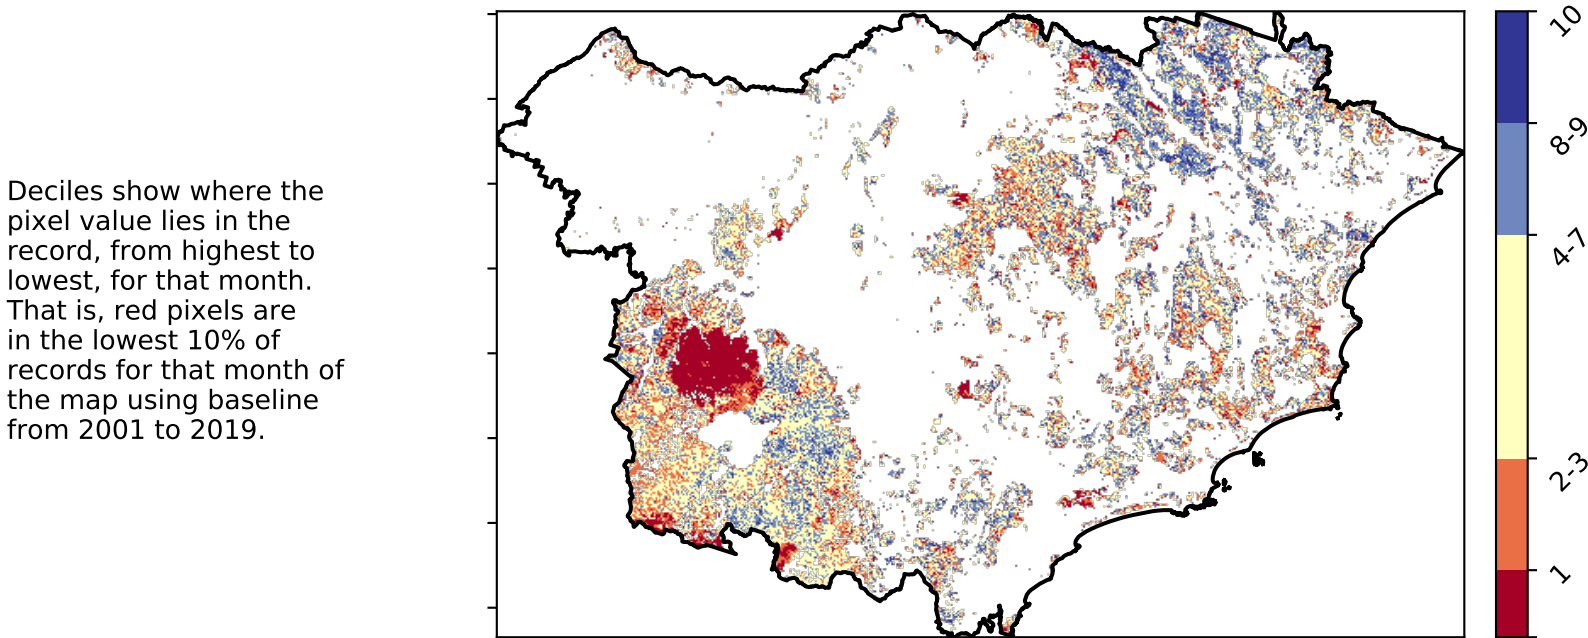 Deciles show where the
pixel value lies in the
record, from highest to
lowest, for that month.
That is, red pixels are
in the lowest 10% of
records for that month of
the map using baseline
from 2001 to 2019.
10
8-9
4-7
2-3
1